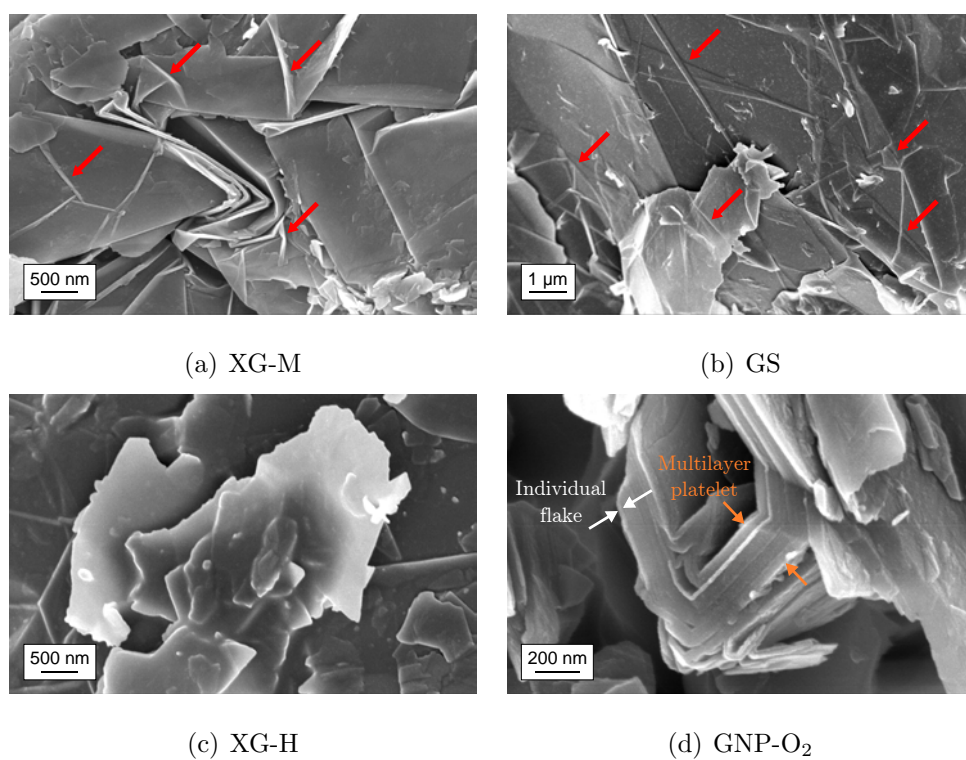 500 nm
1 µm
(a) XG-M
(b) GS
Multilayer
platelet
Individual
flake
500 nm
200 nm
(c) XG-H
(d) GNP-O₂